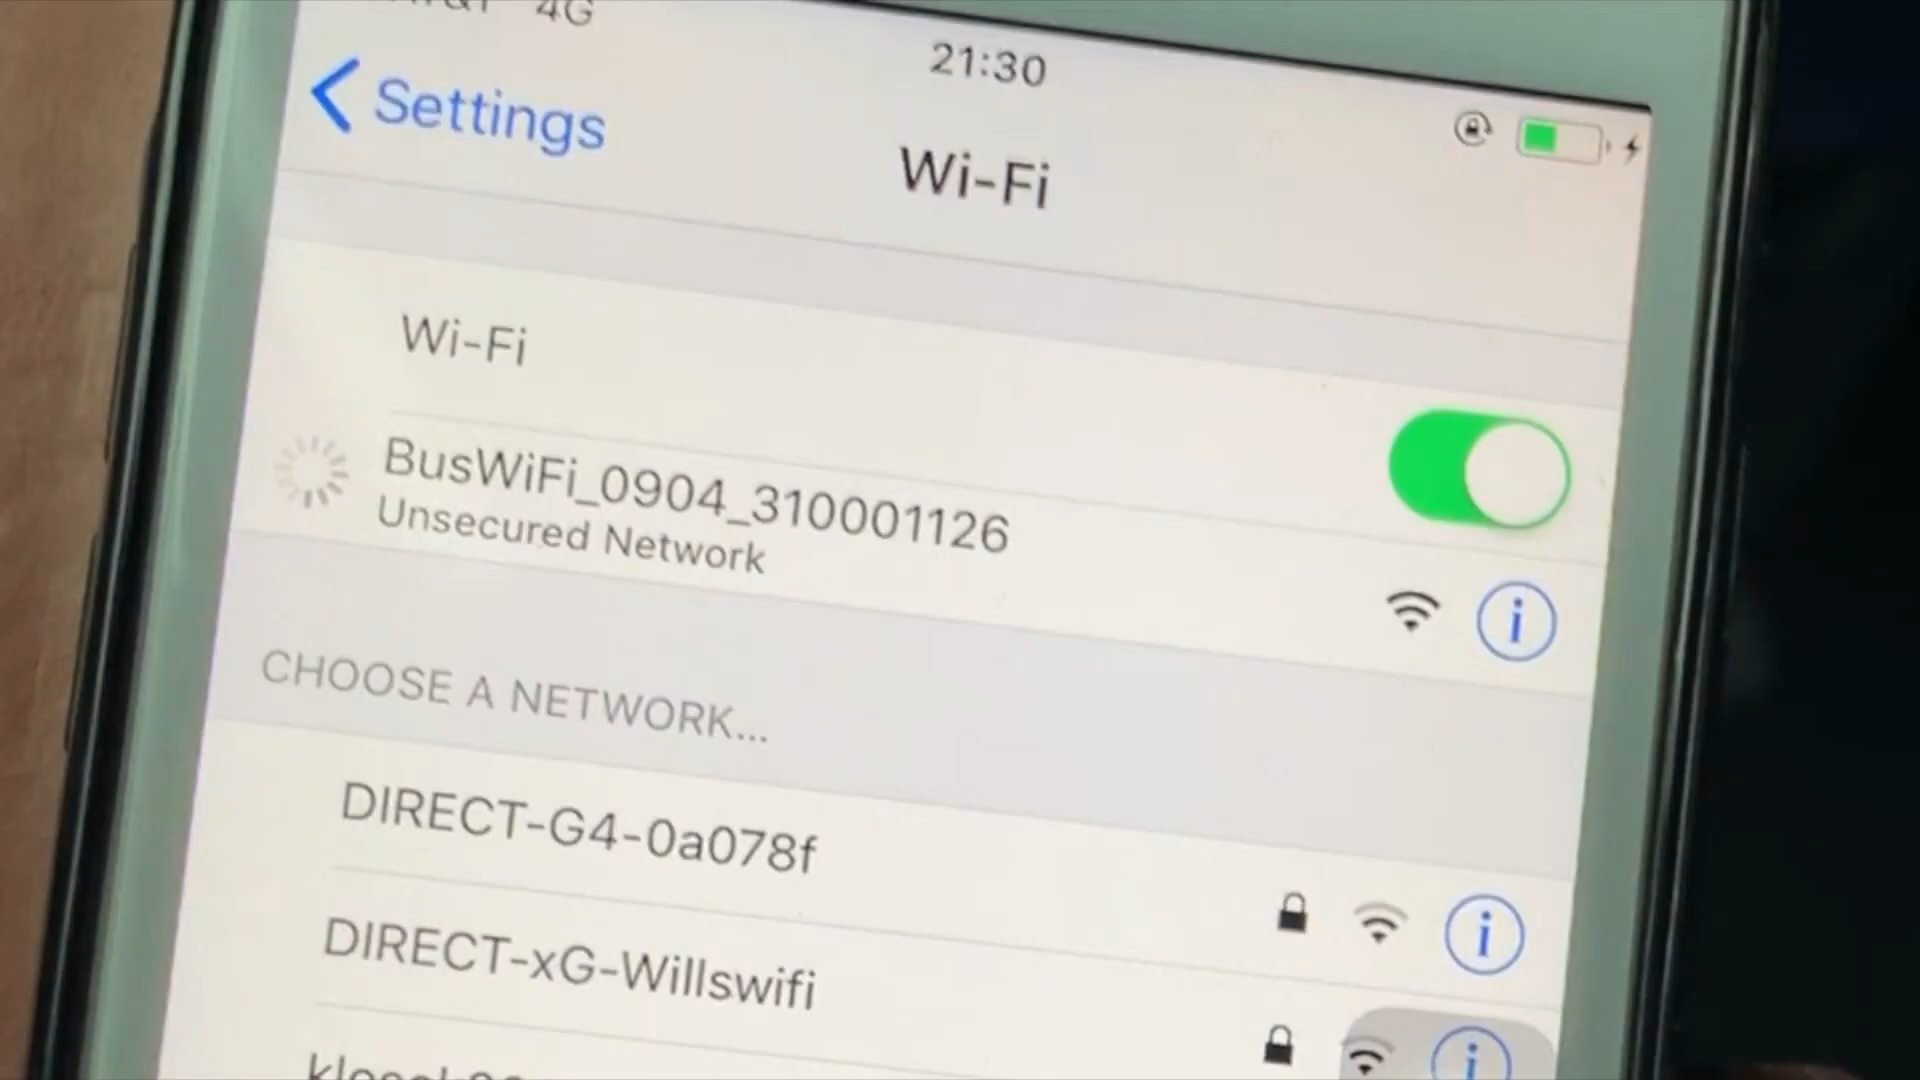 4G
21:30
Settings
Wi-Fi
Wi-Fi
BusWiFi_0904_310001126
Unsecured Network
CHOOSE A NETWORK...
DIRECT-G4-0a078f
DIRECT-xG-Willswifi